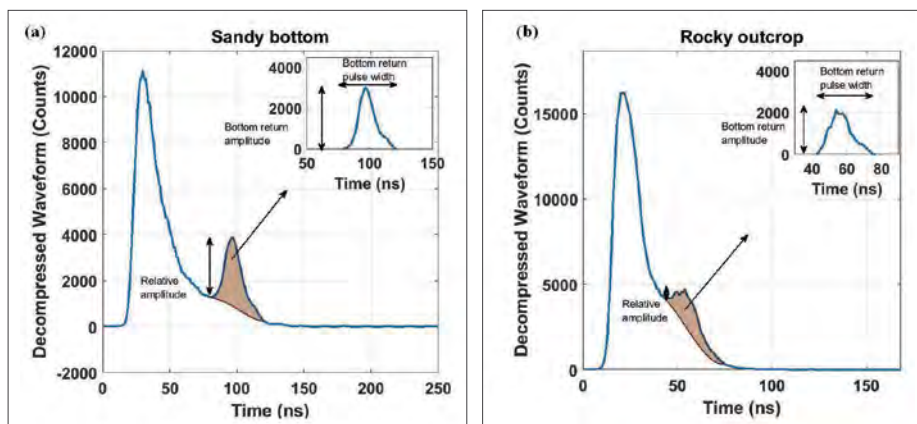 (a)
Sandy bottom
12000
10000
8000
6000
4000
2000
0
-2000
Decompressed Waveform (Counts)
0 50 100 150 200 250
Time (ns)
Relative
amplitude
Bottom return
pulse width
4000
2000
0
Bottom return
amplitude
50 100 150
Time (ns)
(b)
Rocky outcrop
15000
10000
5000
0
Decompressed Waveform (Counts)
0 50 100 150
Time (ns)
Relative
amplitude
Bottom return
pulse width
4000
2000
0
Bottom return
amplitude
40 60 80
Time (ns)